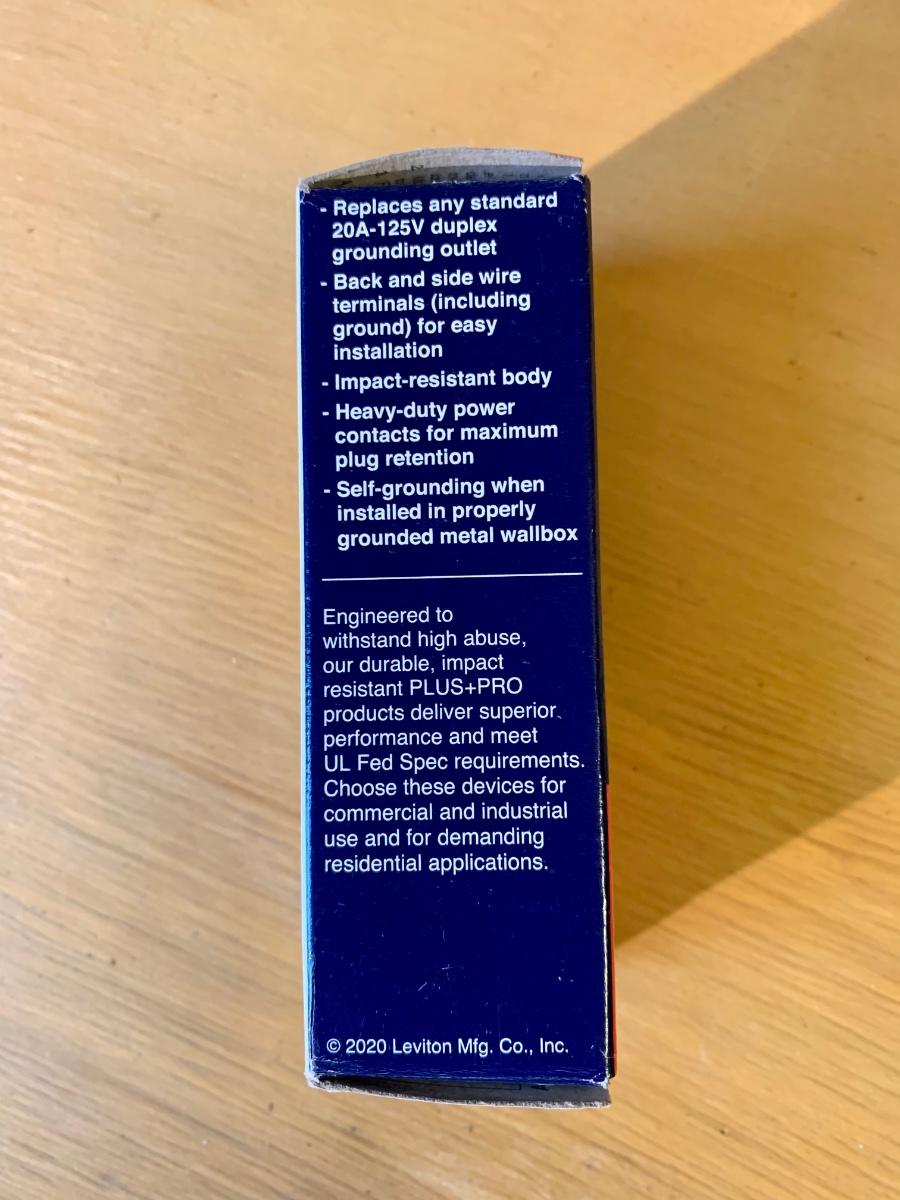 - Replaces any standard
20A-125V duplex
grounding outlet
- Back and side wire
terminals (including
ground) for easy
installation
- Impact-resistant body
- Heavy-duty power
contacts for maximum
plug retention
- Self-grounding when
installed in properly
grounded metal wallbox
Engineered to
withstand high abuse,
our durable, impact
resistant PLUS+PRO
products deliver superior
performance and meet
UL Fed Spec requirements.
Choose these devices for
commercial and industrial
use and for demanding
residential applications.
© 2020 Leviton Mfg. Co., Inc.